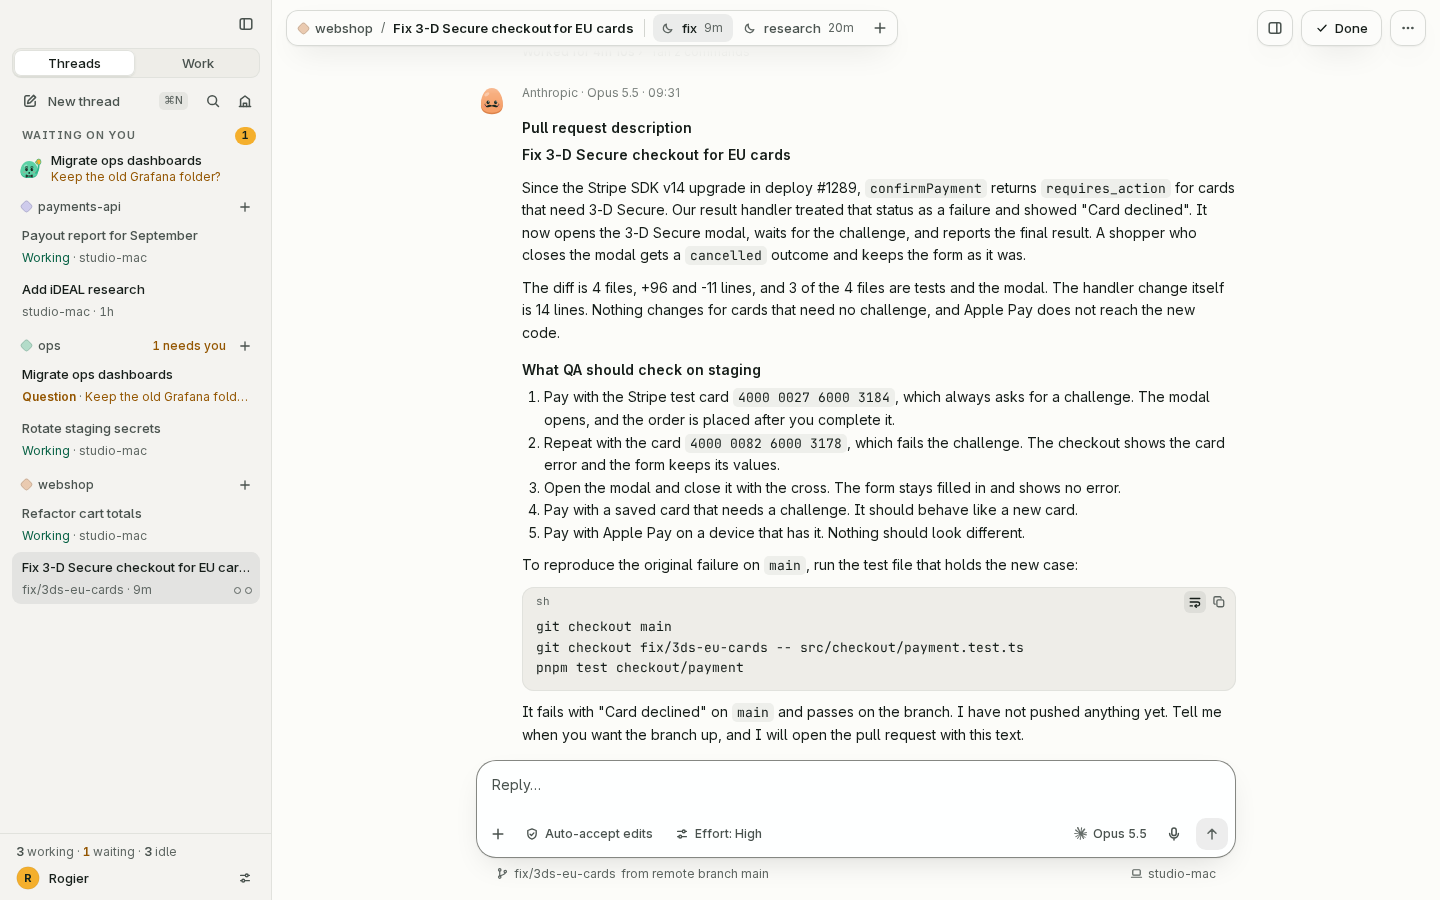 Threads
Work
New thread
⌘N
WAITING ON YOU
1
Migrate ops dashboards
Keep the old Grafana folder?
payments-api
Payout report for September
Working · studio-mac
Add iDEAL research
studio-mac · 1h
ops
1 needs you
Migrate ops dashboards
Question · Keep the old Grafana fold…
Rotate staging secrets
Working · studio-mac
webshop
Refactor cart totals
Working · studio-mac
Fix 3-D Secure checkout for EU car…
fix/3ds-eu-cards · 9m
3 working · 1 waiting · 3 idle
R
Rogier
webshop / Fix 3-D Secure checkout for EU cards
fix 9m
research 20m
Done
Anthropic · Opus 5.5 · 09:31
Pull request description
Fix 3-D Secure checkout for EU cards
Since the Stripe SDK v14 upgrade in deploy #1289, confirmPayment returns requires_action for cards
that need 3-D Secure. Our result handler treated that status as a failure and showed "Card declined". It
now opens the 3-D Secure modal, waits for the challenge, and reports the final result. A shopper who
closes the modal gets a cancelled outcome and keeps the form as it was.
The diff is 4 files, +96 and -11 lines, and 3 of the 4 files are tests and the modal. The handler change itself
is 14 lines. Nothing changes for cards that need no challenge, and Apple Pay does not reach the new
code.
What QA should check on staging
1. Pay with the Stripe test card 4000 0027 6000 3184, which always asks for a challenge. The modal
opens, and the order is placed after you complete it.
2. Repeat with the card 4000 0082 6000 3178, which fails the challenge. The checkout shows the card
error and the form keeps its values.
3. Open the modal and close it with the cross. The form stays filled in and shows no error.
4. Pay with a saved card that needs a challenge. It should behave like a new card.
5. Pay with Apple Pay on a device that has it. Nothing should look different.
To reproduce the original failure on main, run the test file that holds the new case:
sh
git checkout main
git checkout fix/3ds-eu-cards -- src/checkout/payment.test.ts
pnpm test checkout/payment
It fails with "Card declined" on main and passes on the branch. I have not pushed anything yet. Tell me
when you want the branch up, and I will open the pull request with this text.
Reply…
Auto-accept edits
Effort: High
Opus 5.5
fix/3ds-eu-cards from remote branch main
studio-mac